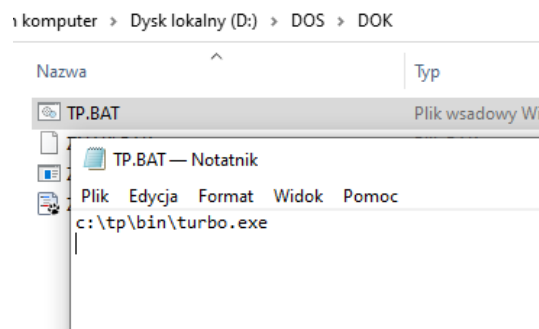 komputer > Dysk lokalny (D:) > DOS > DOK
Nazwa Typ
TP.BAT Plik wsadowy Wi
TP.BAT — Notatnik
Plik Edycja Format Widok Pomoc
c:\tp\bin\turbo.exe